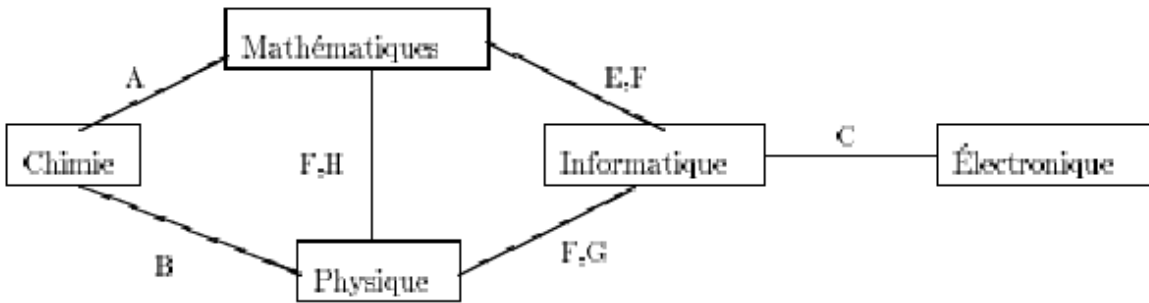 Mathématiques
A
E,F
Chimie
F,H
Informatique
C
Électronique
B
Physique
F,G